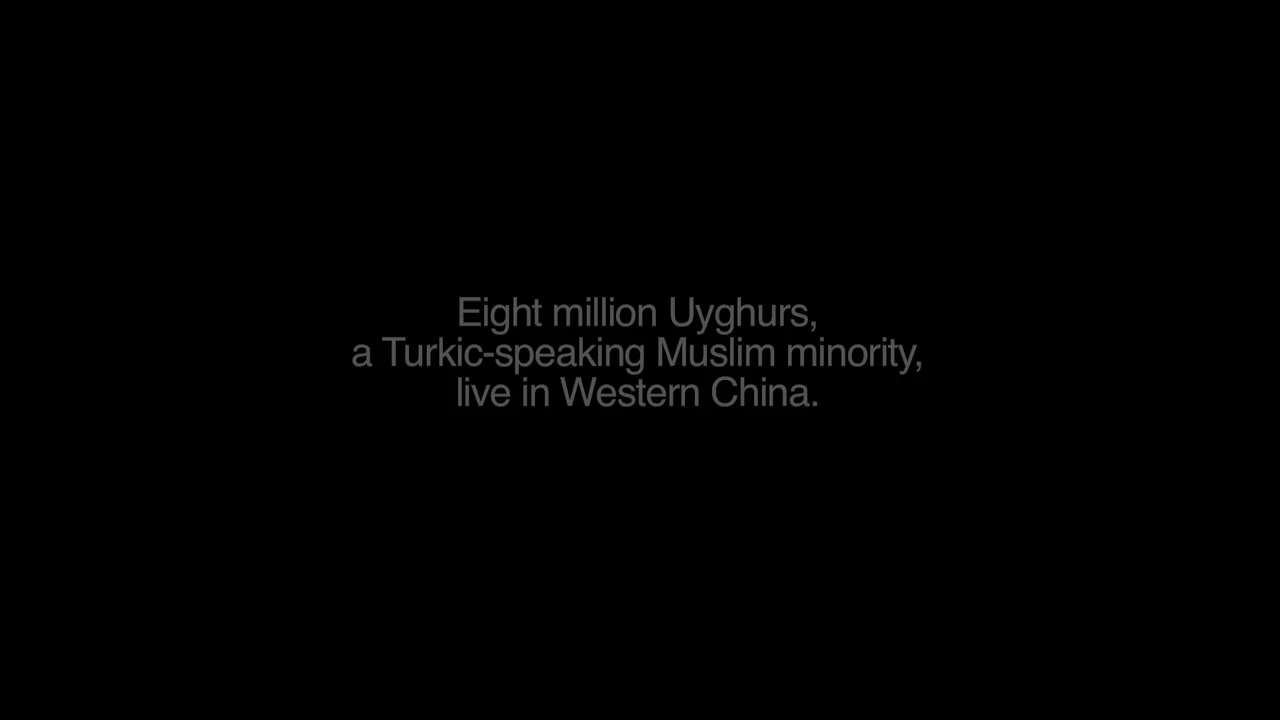 Eight million Uyghurs,
a Turkic-speaking Muslim minority,
live in Western China.